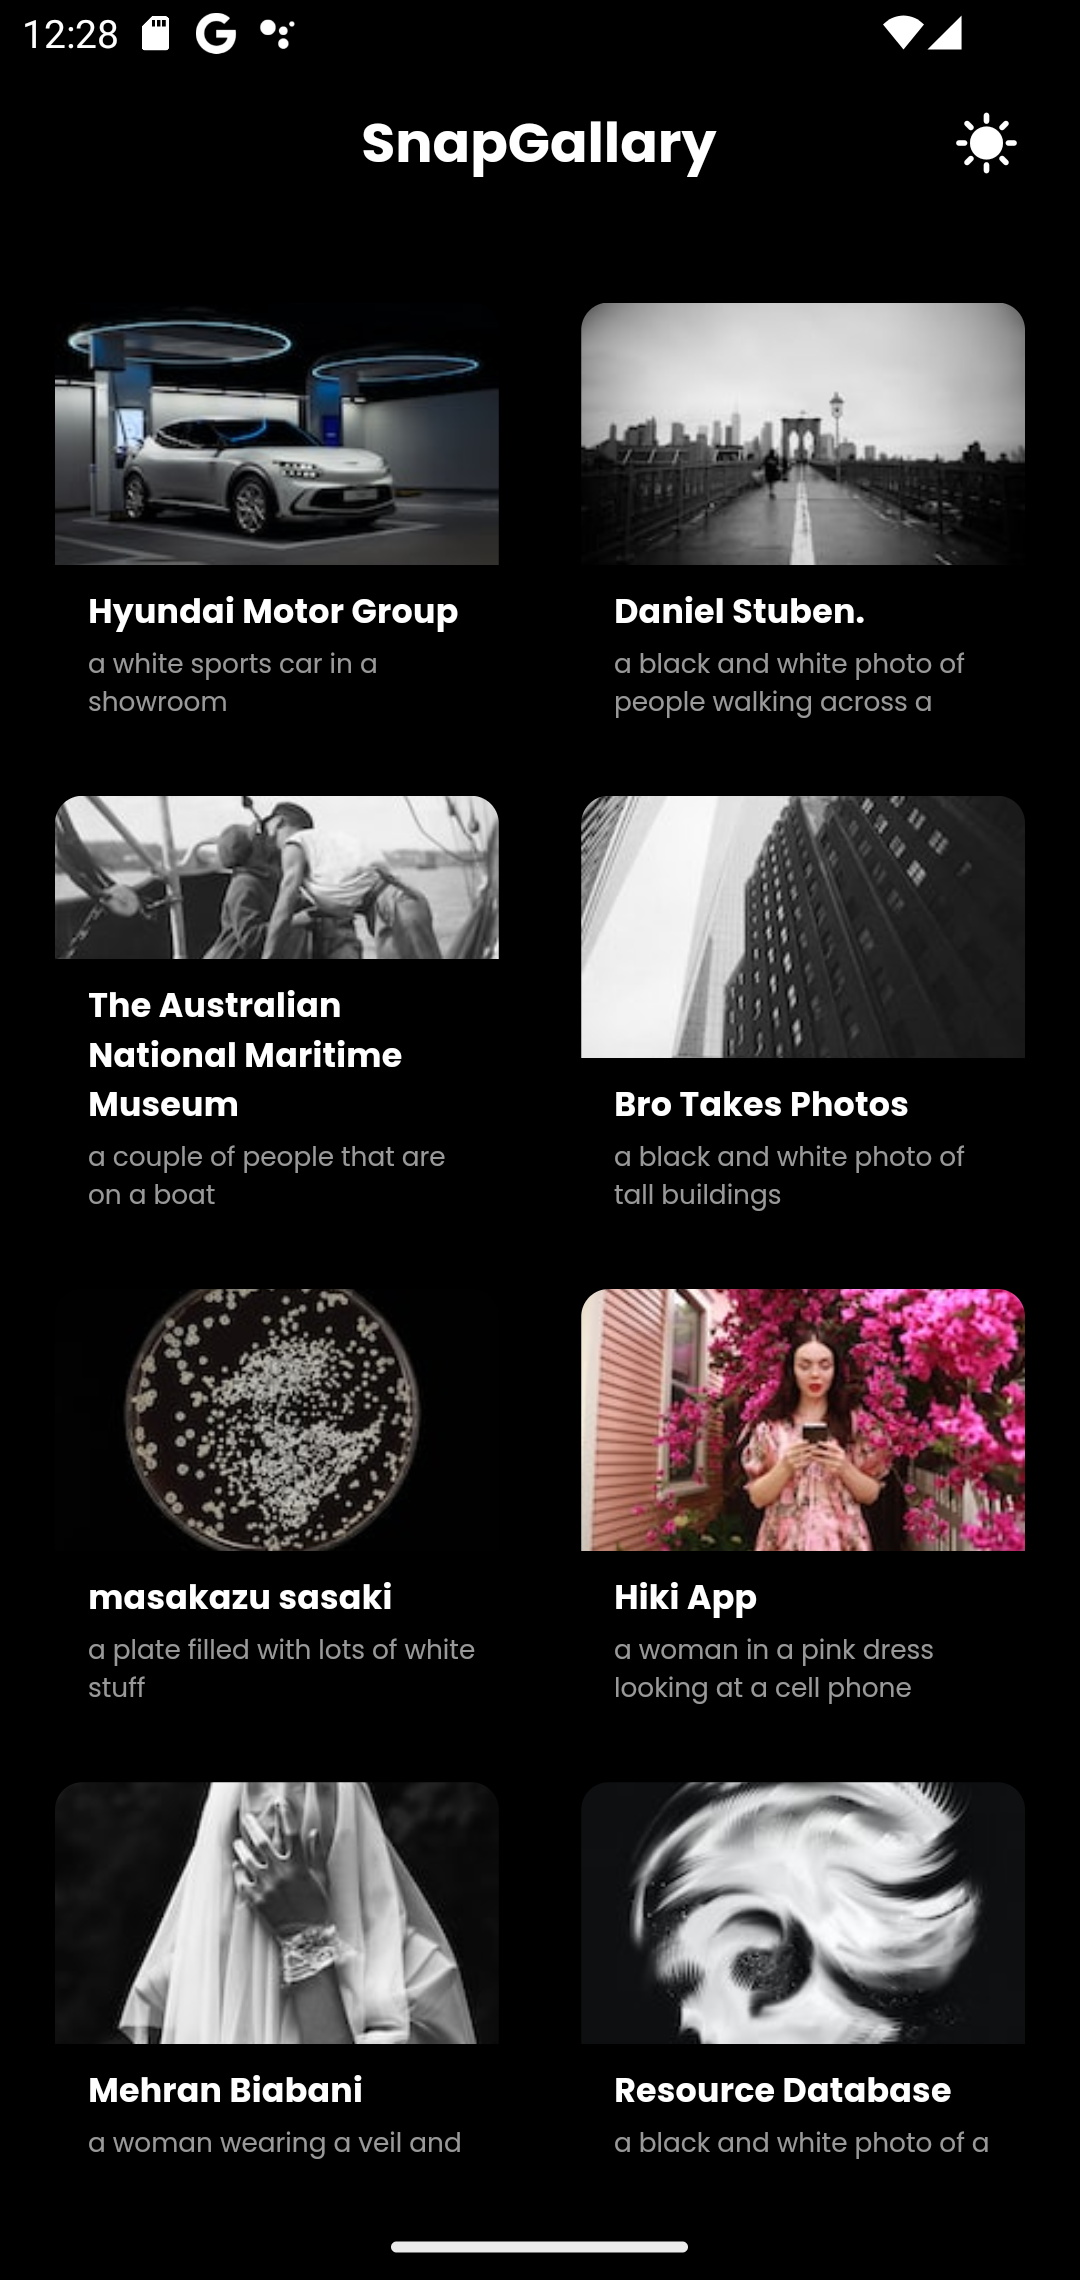 12:28
SnapGallary
Hyundai Motor Group
a white sports car in a
showroom
Daniel Stuben.
a black and white photo of
people walking across a
The Australian
National Maritime
Museum
a couple of people that are
on a boat
Bro Takes Photos
a black and white photo of
tall buildings
masakazu sasaki
a plate filled with lots of white
stuff
Hiki App
a woman in a pink dress
looking at a cell phone
Mehran Biabani
a woman wearing a veil and
Resource Database
a black and white photo of a